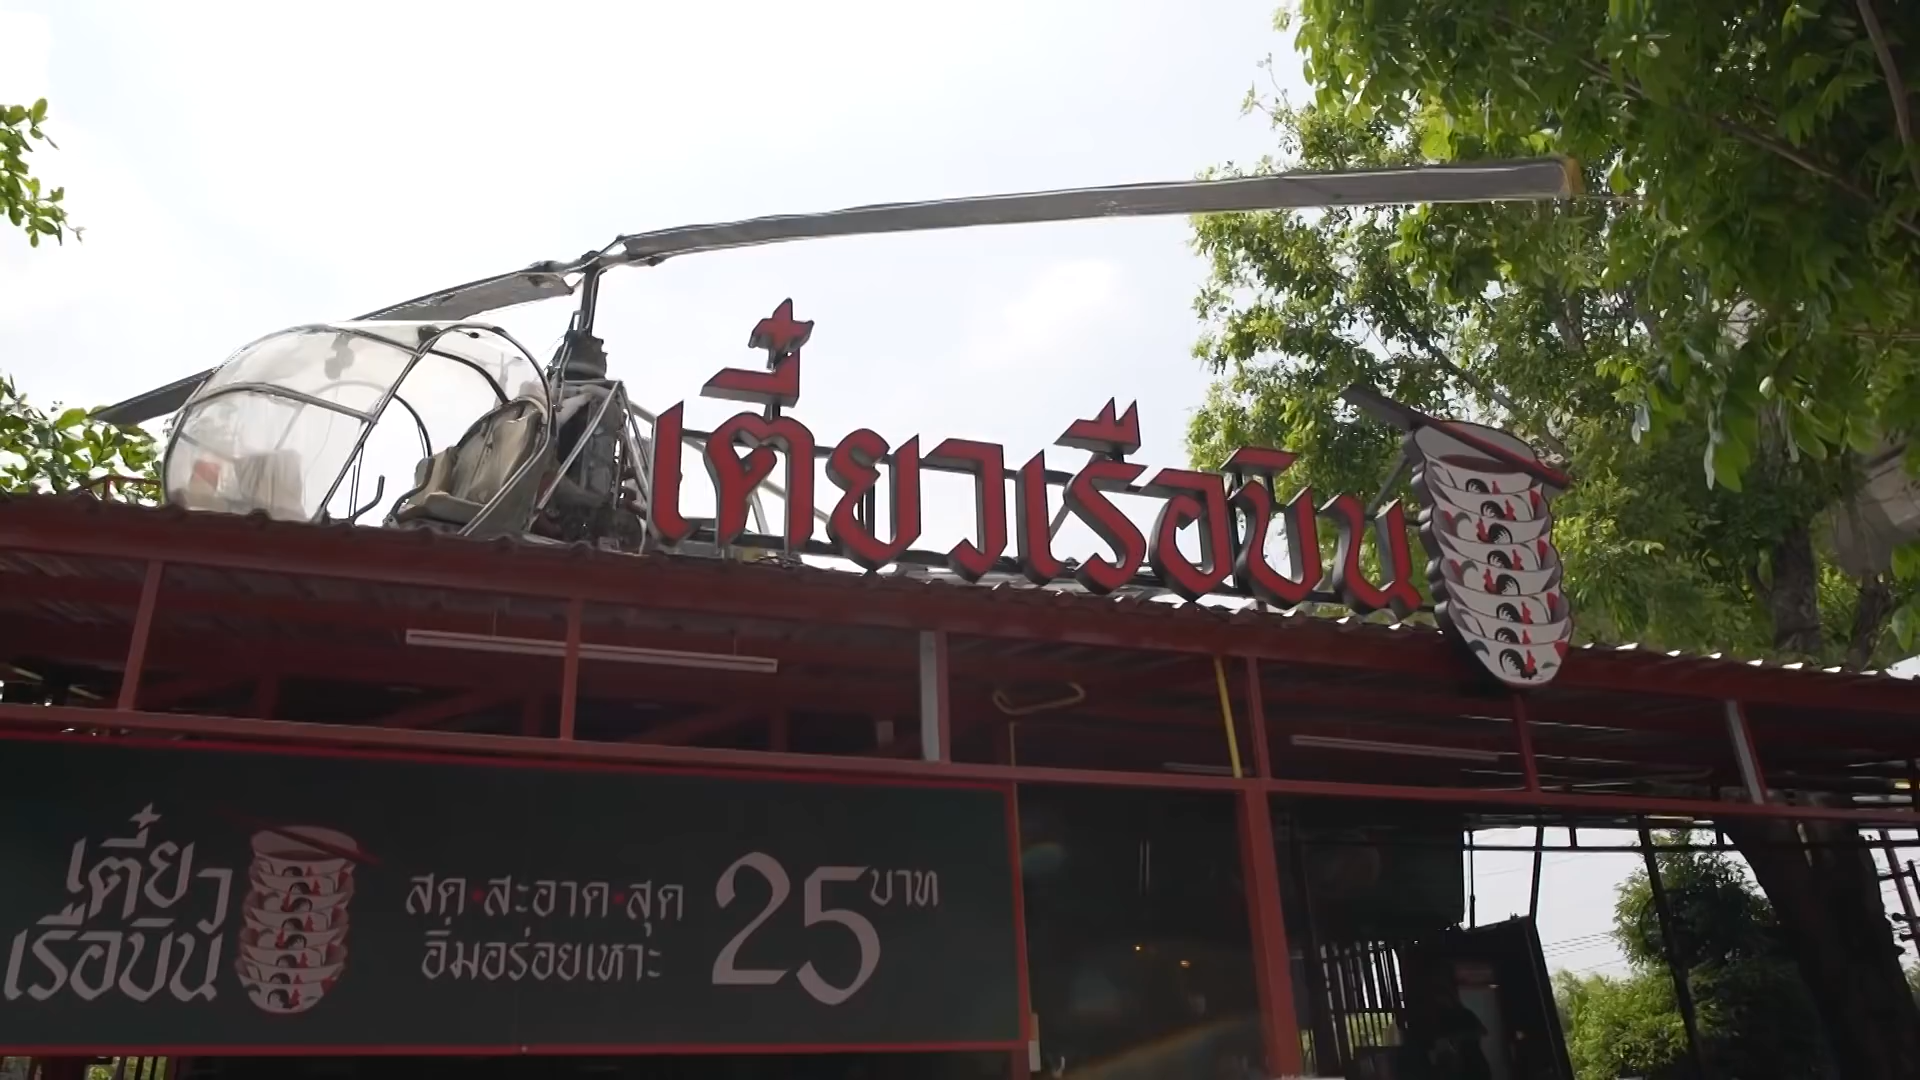 เตี๋ยวเรือบิน
เตี๋ยว
เรือบิน
สด•สะอาด•สุด
อิ่มอร่อยเหาะ
25 บาท